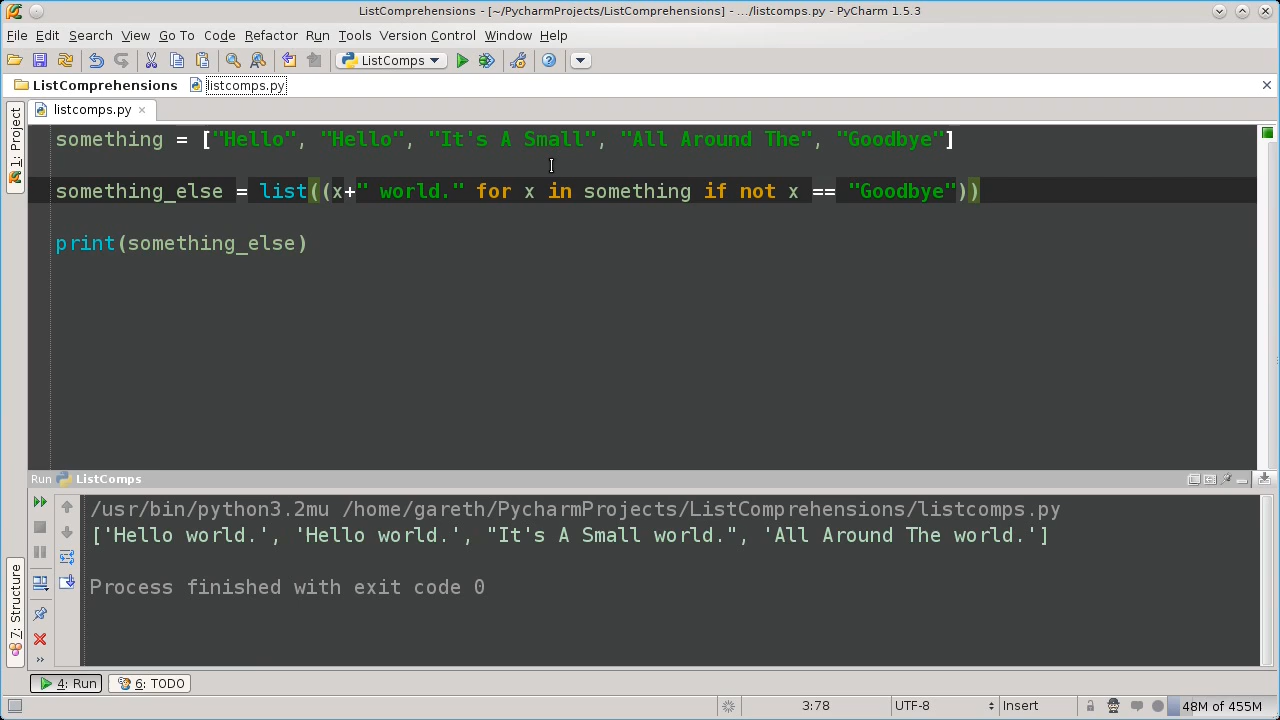 ListComprehensions - [~/PycharmProjects/ListComprehensions] - .../listcomps.py - PyCharm 1.5.3
File Edit Search View Go To Code Refactor Run Tools Version Control Window Help
ListComps
ListComprehensions listcomps.py
1: Project
listcomps.py
something = ["Hello", "Hello", "It's A Small", "All Around The", "Goodbye"]
something_else = list((x+" world." for x in something if not x == "Goodbye"))
print(something_else)
Run ListComps
/usr/bin/python3.2mu /home/gareth/PycharmProjects/ListComprehensions/listcomps.py
['Hello world.', 'Hello world.', "It's A Small world.", 'All Around The world.']
Process finished with exit code 0
7: Structure
4: Run 6: TODO
3:78 UTF-8 Insert 48M of 455M